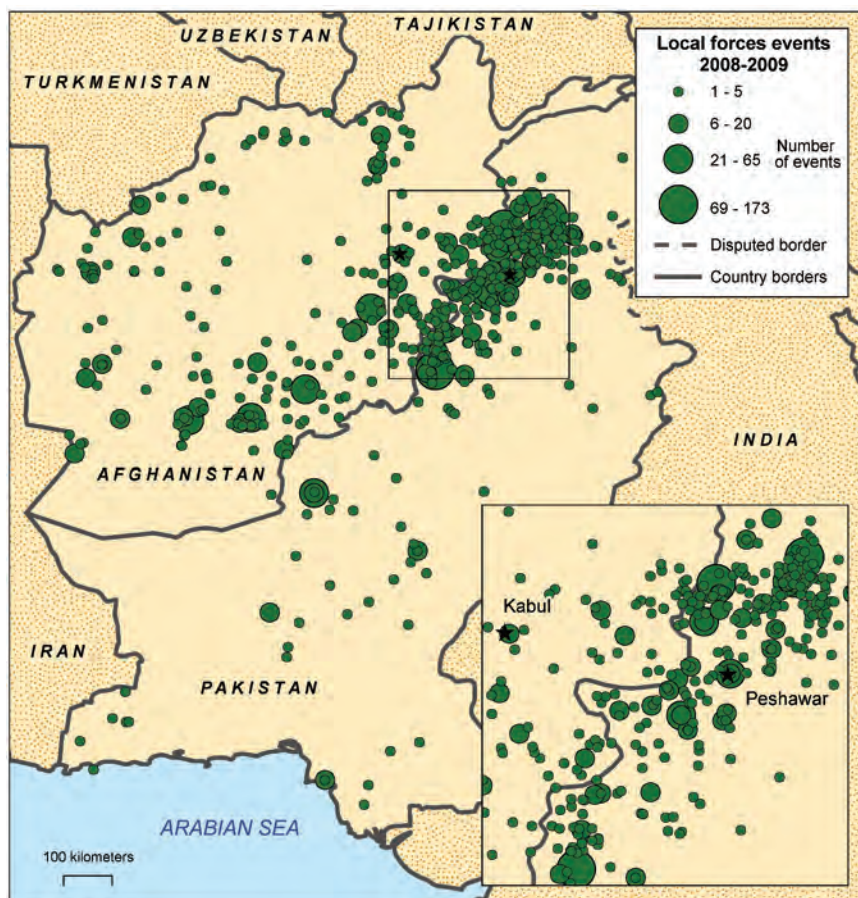 UZBEKISTAN
TAJIKISTAN
TURKMENISTAN
Local forces events
2008-2009
1 - 5
6 - 20
21 - 65
69 - 173
Number
of events
Disputed border
Country borders
INDIA
AFGHANISTAN
IRAN
PAKISTAN
Kabul
Peshawar
ARABIAN SEA
100 kilometers